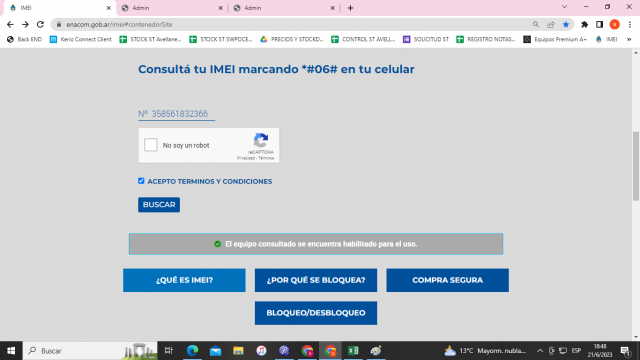 IMEI
Admin
Admin
enacom.gob.ar/imei#contenedorSite
Back END
Kerio Connect Client
STOCK ST Avellane...
STOCK ST SWPOCE...
PRECIOS Y STOCKD...
CONTROL ST AVELL...
SOLICITUD ST
REGISTRO NOTAS...
Equipos Premium A+
IMEI
»
Consultá tu IMEI marcando *#06# en tu celular
Nº 358561832366
No soy un robot
reCAPTCHA
Privacidad - Términos
ACEPTO TERMINOS Y CONDICIONES
BUSCAR
El equipo consultado se encuentra habilitado para el uso.
¿QUÉ ES IMEI?
¿POR QUÉ SE BLOQUEA?
COMPRA SEGURA
BLOQUEO/DESBLOQUEO
Buscar
13°C Mayorm. nubla...
ESP
18:48
21/6/2023